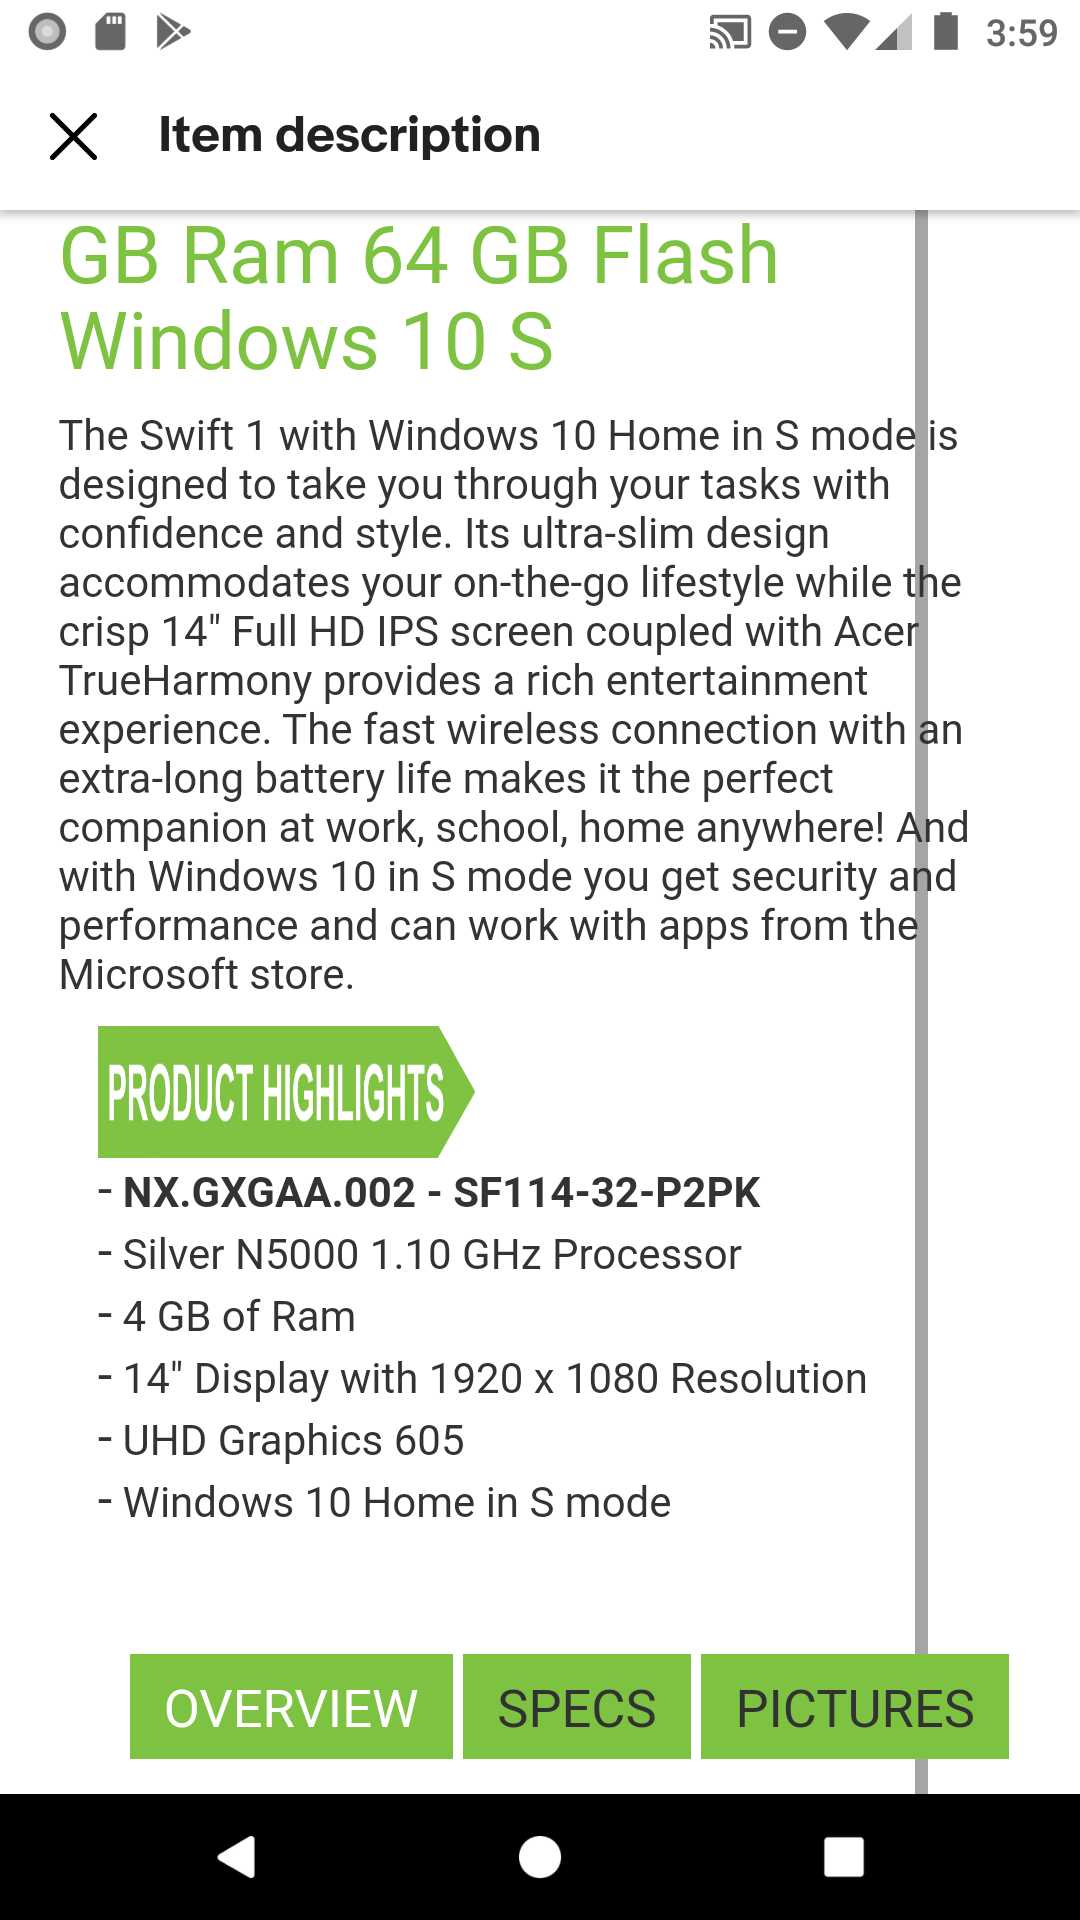 3:59
Item description
GB Ram 64 GB Flash
Windows 10 S
The Swift 1 with Windows 10 Home in S mode is
designed to take you through your tasks with
confidence and style. Its ultra-slim design
accommodates your on-the-go lifestyle while the
crisp 14" Full HD IPS screen coupled with Acer
TrueHarmony provides a rich entertainment
experience. The fast wireless connection with an
extra-long battery life makes it the perfect
companion at work, school, home anywhere! And
with Windows 10 in S mode you get security and
performance and can work with apps from the
Microsoft store.
PRODUCT HIGHLIGHTS
- NX.GXGAA.002 - SF114-32-P2PK
- Silver N5000 1.10 GHz Processor
- 4 GB of Ram
- 14" Display with 1920 x 1080 Resolution
- UHD Graphics 605
- Windows 10 Home in S mode
OVERVIEW SPECS PICTURES